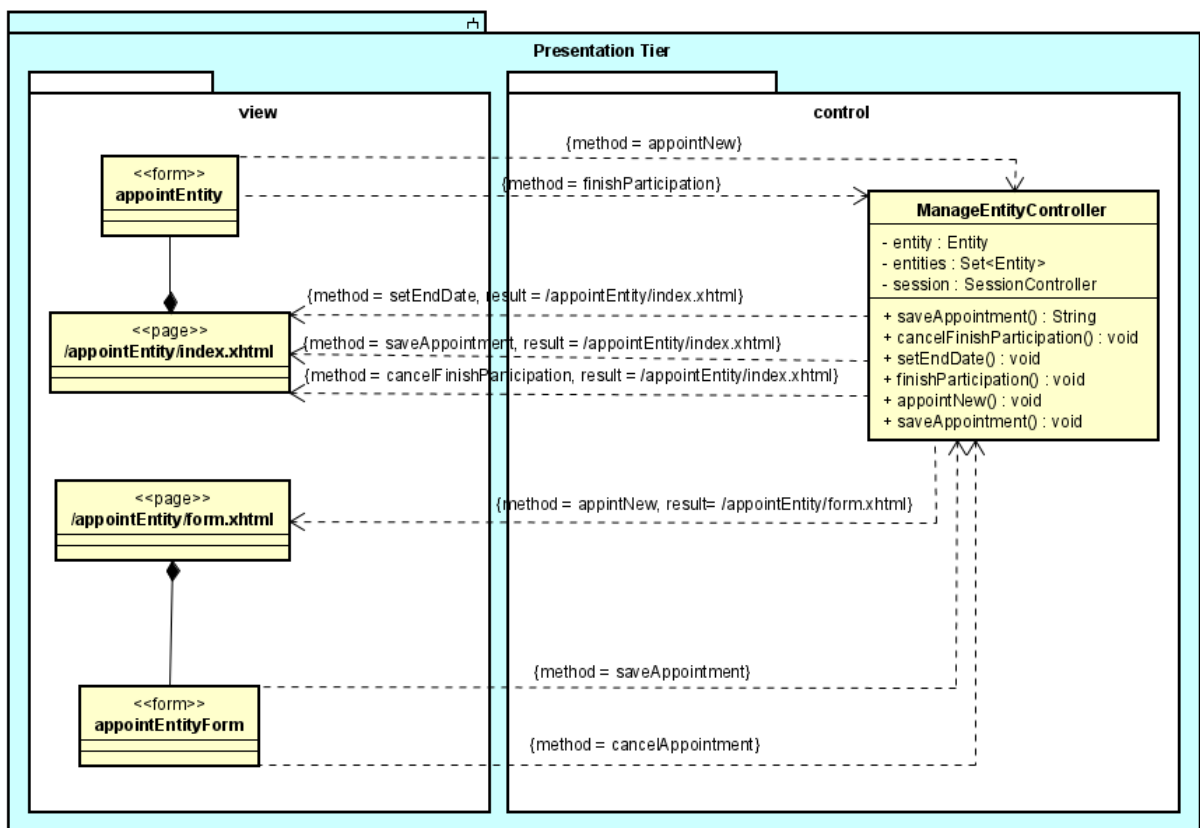 Presentation Tier
view
control
{method = appointNew}
<<form>>
appointEntity
{method = finishParticipation}
ManageEntityController
- entity : Entity
- entities : Set<Entity>
- session : SessionController
+ saveAppointment() : String
+ cancelFinishParticipation() : void
+ setEndDate() : void
+ finishParticipation() : void
+ appointNew() : void
+ saveAppointment() : void
{method = setEndDate, result = /appointEntity/index.xhtml}
<<page>>
/appointEntity/index.xhtml
{method = saveAppointment, result = /appointEntity/index.xhtml}
{method = cancelFinishParticipation, result = /appointEntity/index.xhtml}
<<page>>
/appointEntity/form.xhtml
{method = appintNew, result= /appointEntity/form.xhtml}
{method = saveAppointment}
<<form>>
appointEntityForm
{method = cancelAppointment}